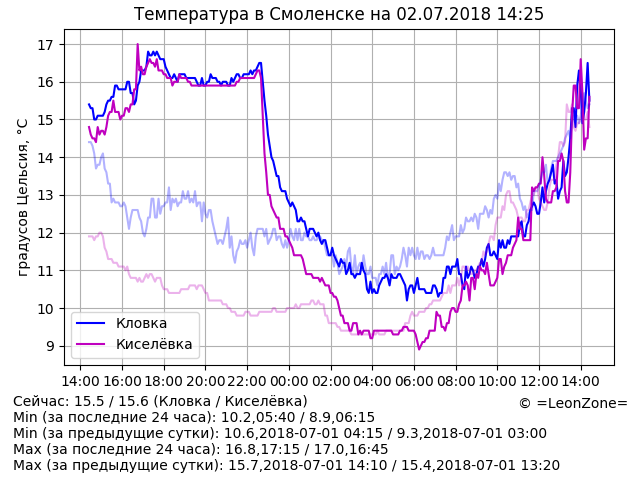 Температура в Смоленске на 02.07.2018 14:25
градусов Цельсия, °C
17
16
15
14
13
12
11
10
9
Кловка
Киселёвка
14:00 16:00 18:00 20:00 22:00 00:00 02:00 04:00 06:00 08:00 10:00 12:00 14:00
Сейчас: 15.5 / 15.6 (Кловка / Киселёвка)
© =LeonZone=
Min (за последние 24 часа): 10.2,05:40 / 8.9,06:15
Min (за предыдущие сутки): 10.6,2018-07-01 04:15 / 9.3,2018-07-01 03:00
Max (за последние 24 часа): 16.8,17:15 / 17.0,16:45
Max (за предыдущие сутки): 15.7,2018-07-01 14:10 / 15.4,2018-07-01 13:20